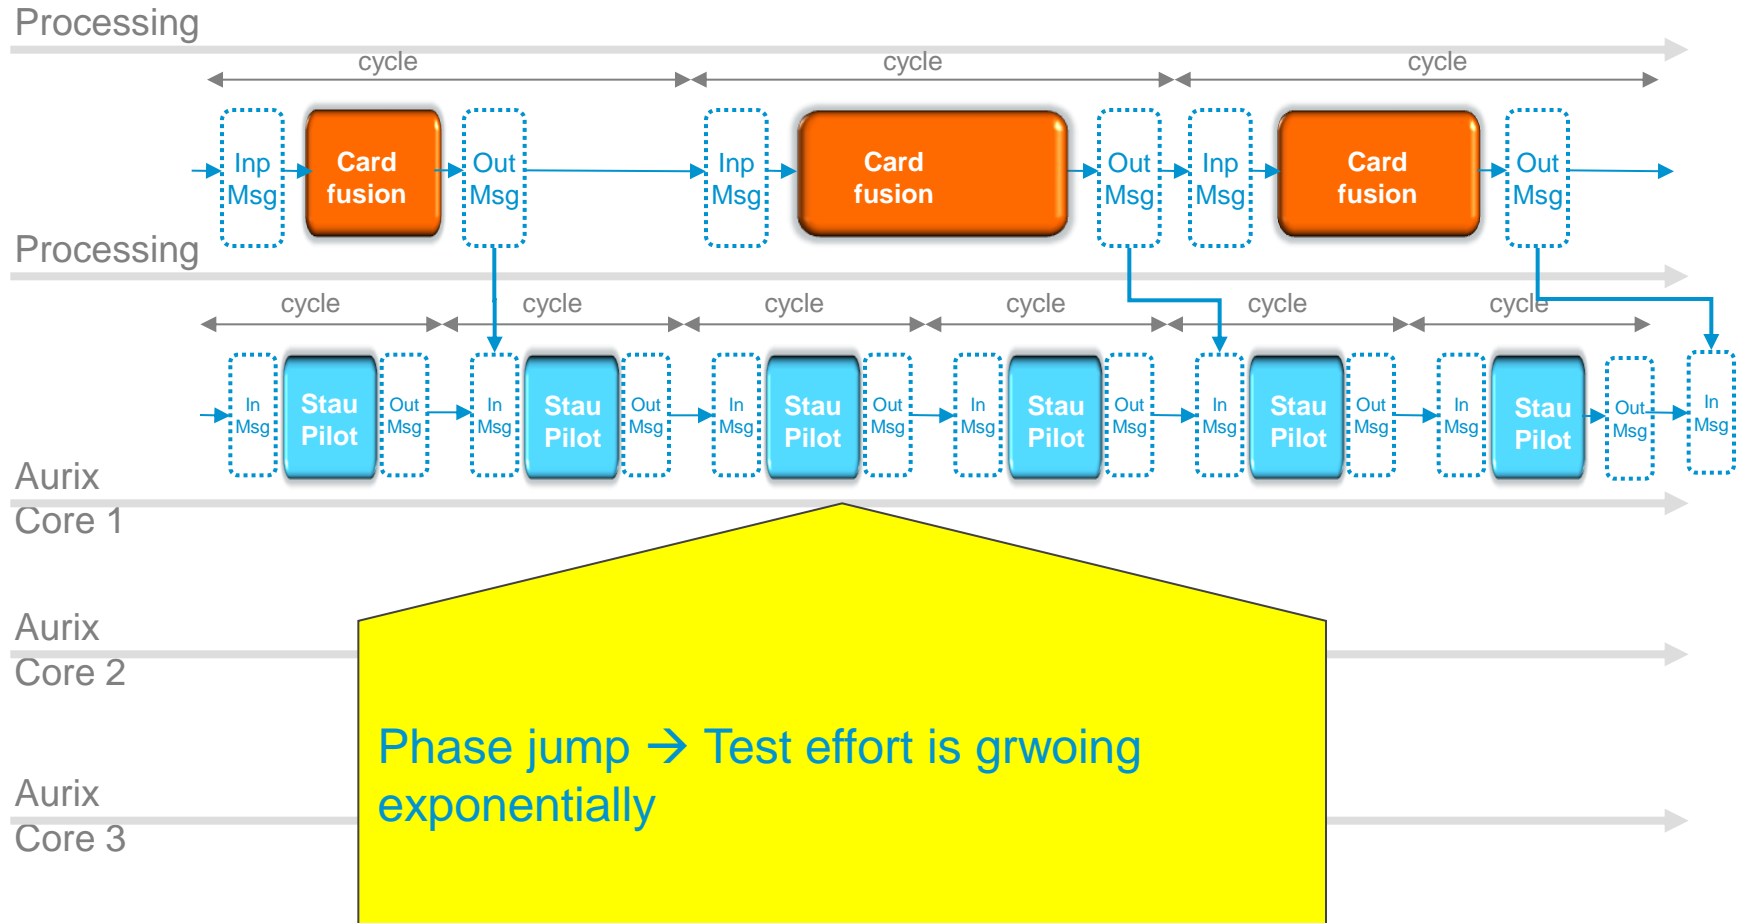 Processing
cycle
cycle
cycle
Inp
Msg
Card
fusion
Out
Msg
Inp
Msg
Card
fusion
Out
Msg
Inp
Msg
Card
fusion
Out
Msg
Processing
cycle
cycle
cycle
cycle
cycle
cycle
In
Msg
Stau
Pilot
Out
Msg
In
Msg
Stau
Pilot
Out
Msg
In
Msg
Stau
Pilot
Out
Msg
In
Msg
Stau
Pilot
Out
Msg
In
Msg
Stau
Pilot
Out
Msg
In
Msg
Stau
Pilot
Out
Msg
In
Msg
Aurix
Core 1
Aurix
Core 2
Phase jump → Test effort is grwoing
exponentially
Aurix
Core 3